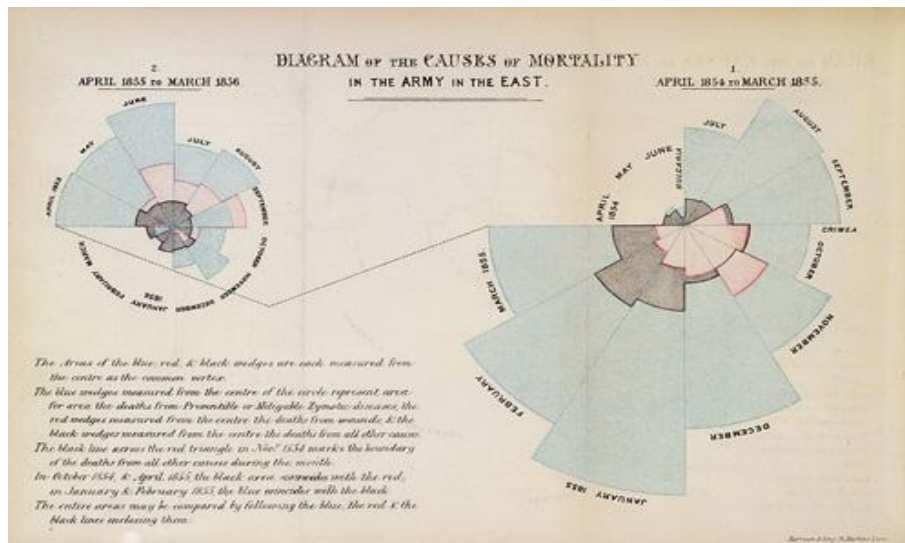 DIAGRAM OF THE CAUSES OF MORTALITY
IN THE ARMY IN THE EAST.
2.
APRIL 1855 TO MARCH 1856
JUNE
MAY
APRIL 1855
JULY
AUGUST
SEPTEMBER
OCTOBER
NOVEMBER
DECEMBER
JANUARY
1856
FEBRUARY
MARCH
1.
APRIL 1854 TO MARCH 1855.
APRIL
1854
MAY
JUNE
BULGARIA
JULY
AUGUST
SEPTEMBER
CRIMEA
OCTOBER
NOVEMBER
DECEMBER
JANUARY 1855
FEBRUARY
MARCH 1855.
The Areas of the blue, red, & black wedges are each measured from
the centre as the common vertex.
The blue wedges measured from the centre of the circle represent area
for area the deaths from Preventible or Mitigable Zymotic diseases, the
red wedges measured from the centre the deaths from wounds, & the
black wedges measured from the centre the deaths from all other causes.
The black line across the red triangle in Nov.r 1854 marks the boundary
of the deaths from all other causes during the month.
In October 1854, & April 1855, the black area coincides with the red,
in January & February 1855, the blue coincides with the black.
The entire areas may be compared by following the blue, the red & the
black lines enclosing them.